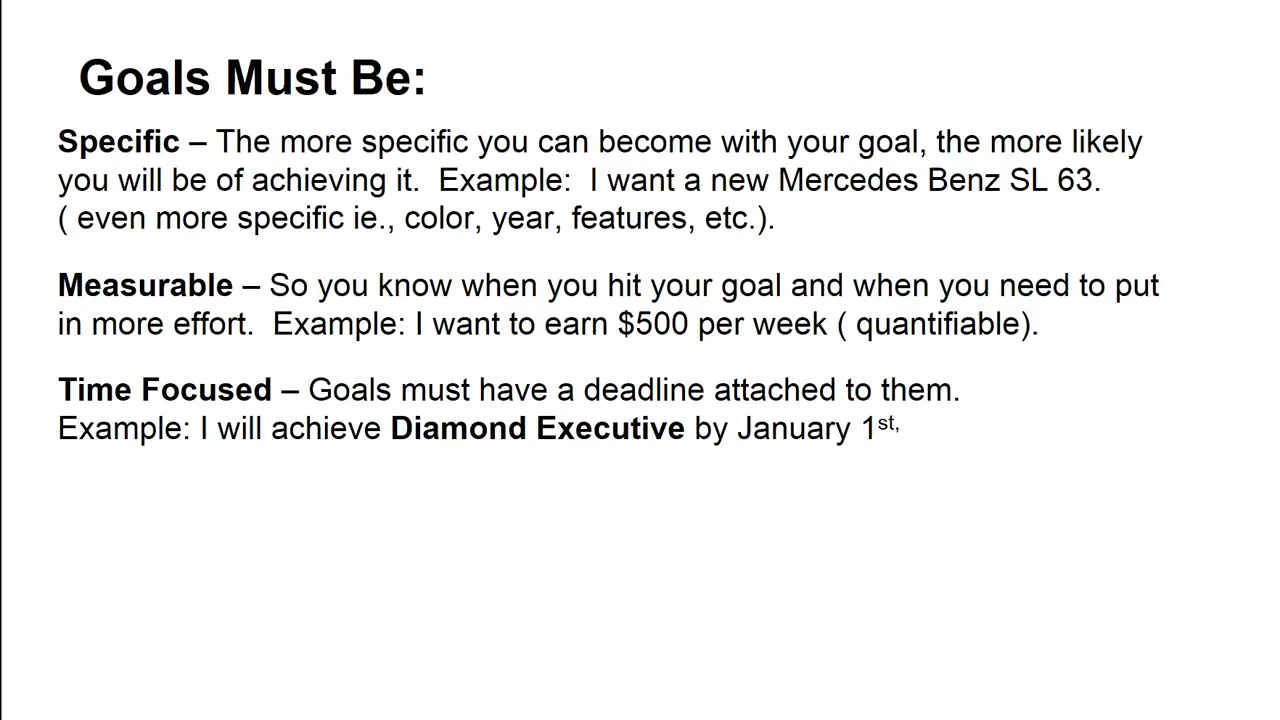 Goals Must Be:
Specific – The more specific you can become with your goal, the more likely
you will be of achieving it.  Example:  I want a new Mercedes Benz SL 63.
( even more specific ie., color, year, features, etc.).
Measurable – So you know when you hit your goal and when you need to put
in more effort.  Example: I want to earn $500 per week ( quantifiable).
Time Focused – Goals must have a deadline attached to them.
Example: I will achieve Diamond Executive by January 1st,